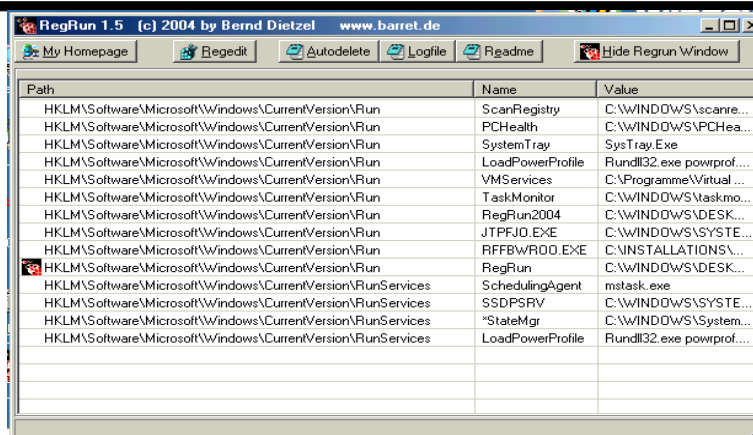 RegRun 1.5 (c) 2004 by Bernd Dietzel www.barret.de
My Homepage Regedit Autodelete Logfile Readme Hide Regrun Window
Path Name Value
HKLM\Software\Microsoft\Windows\CurrentVersion\Run ScanRegistry C:\WINDOWS\scanre...
HKLM\Software\Microsoft\Windows\CurrentVersion\Run PCHealth C:\WINDOWS\PCHea...
HKLM\Software\Microsoft\Windows\CurrentVersion\Run SystemTray SysTray.Exe
HKLM\Software\Microsoft\Windows\CurrentVersion\Run LoadPowerProfile Rundll32.exe powrprof....
HKLM\Software\Microsoft\Windows\CurrentVersion\Run VMServices C:\Programme\Virtual ...
HKLM\Software\Microsoft\Windows\CurrentVersion\Run TaskMonitor C:\WINDOWS\taskmo...
HKLM\Software\Microsoft\Windows\CurrentVersion\Run RegRun2004 C:\WINDOWS\DESK...
HKLM\Software\Microsoft\Windows\CurrentVersion\Run JTPFJO.EXE C:\WINDOWS\SYSTE...
HKLM\Software\Microsoft\Windows\CurrentVersion\Run RFFBWROO.EXE C:\INSTALLATIONS\...
HKLM\Software\Microsoft\Windows\CurrentVersion\Run RegRun C:\WINDOWS\DESK...
HKLM\Software\Microsoft\Windows\CurrentVersion\RunServices SchedulingAgent mstask.exe
HKLM\Software\Microsoft\Windows\CurrentVersion\RunServices SSDPSRV C:\WINDOWS\SYSTE...
HKLM\Software\Microsoft\Windows\CurrentVersion\RunServices *StateMgr C:\WINDOWS\System...
HKLM\Software\Microsoft\Windows\CurrentVersion\RunServices LoadPowerProfile Rundll32.exe powrprof....